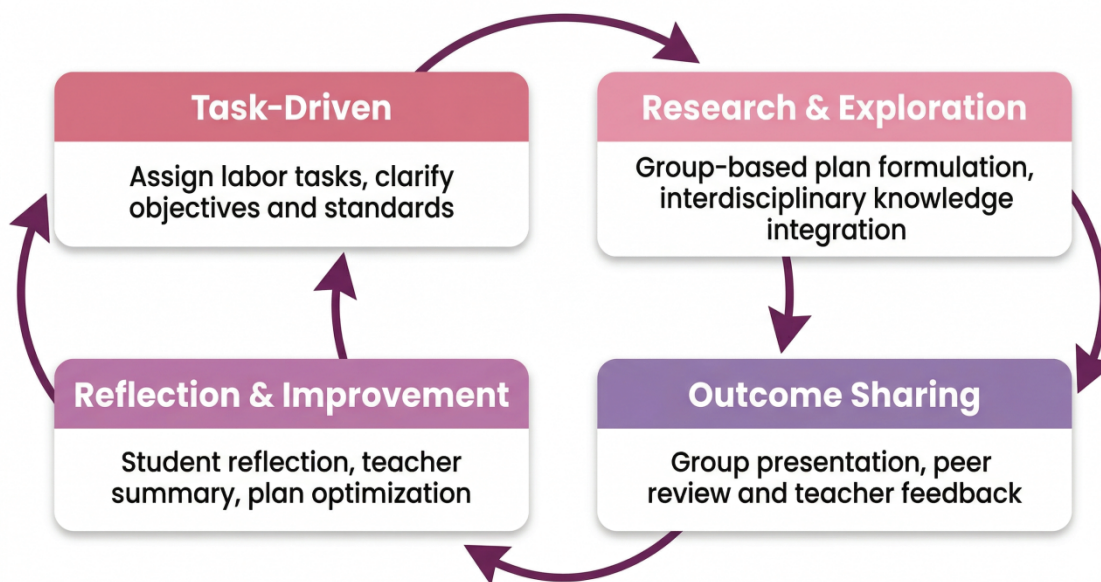 Task-Driven
Assign labor tasks, clarify
objectives and standards
Research & Exploration
Group-based plan formulation,
interdisciplinary knowledge
integration
Reflection & Improvement
Student reflection, teacher
summary, plan optimization
Outcome Sharing
Group presentation, peer
review and teacher feedback